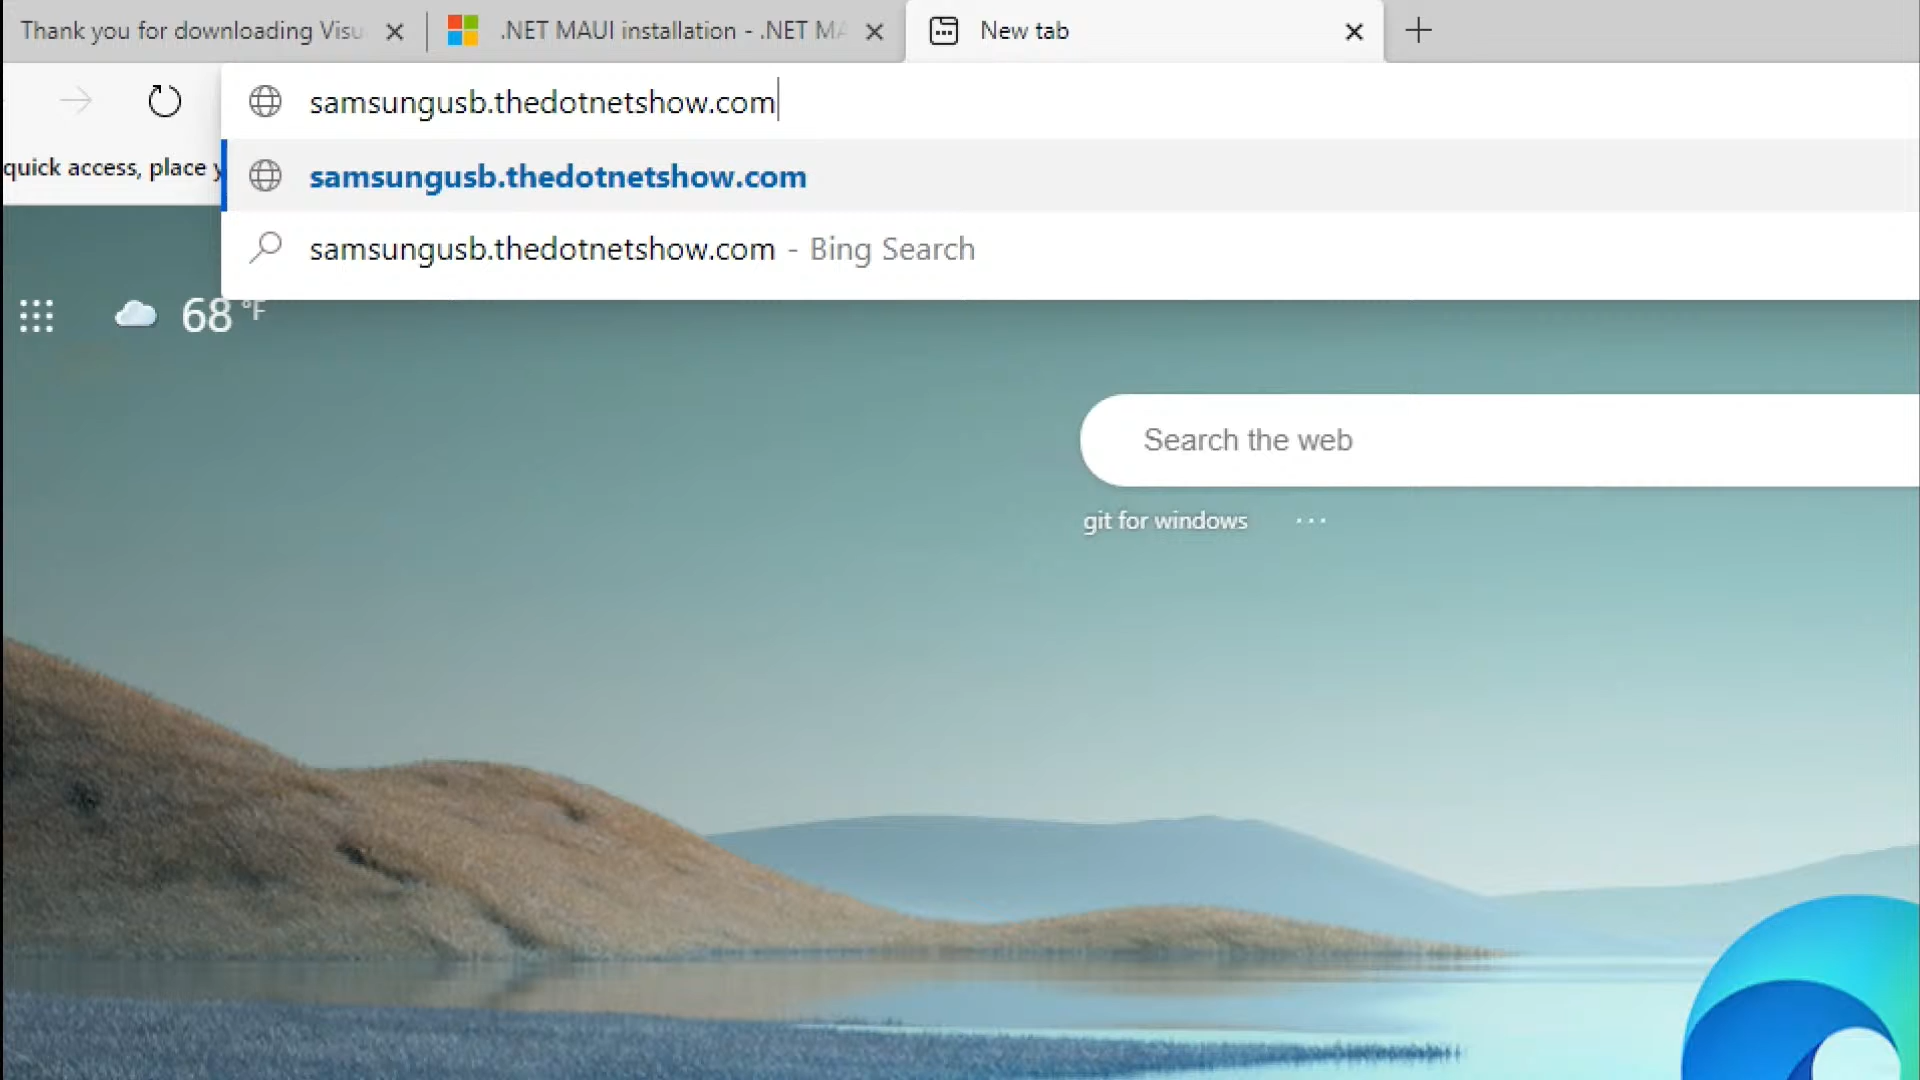 Thank you for downloading Visu
.NET MAUI installation - .NET MA
New tab
samsungusb.thedotnetshow.com
quick access, place y
samsungusb.thedotnetshow.com
samsungusb.thedotnetshow.com - Bing Search
68 °F
Search the web
git for windows